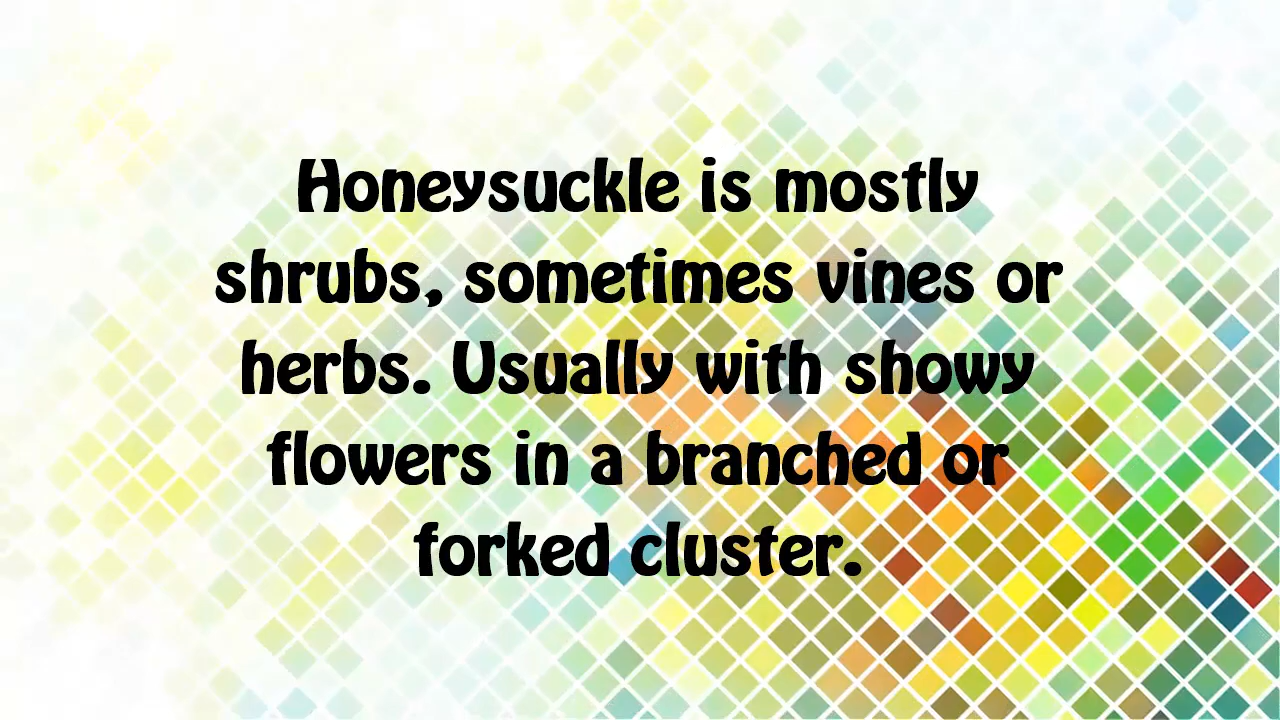 Honeysuckle is mostly
shrubs, sometimes vines or
herbs. Usually with showy
flowers in a branched or
forked cluster.